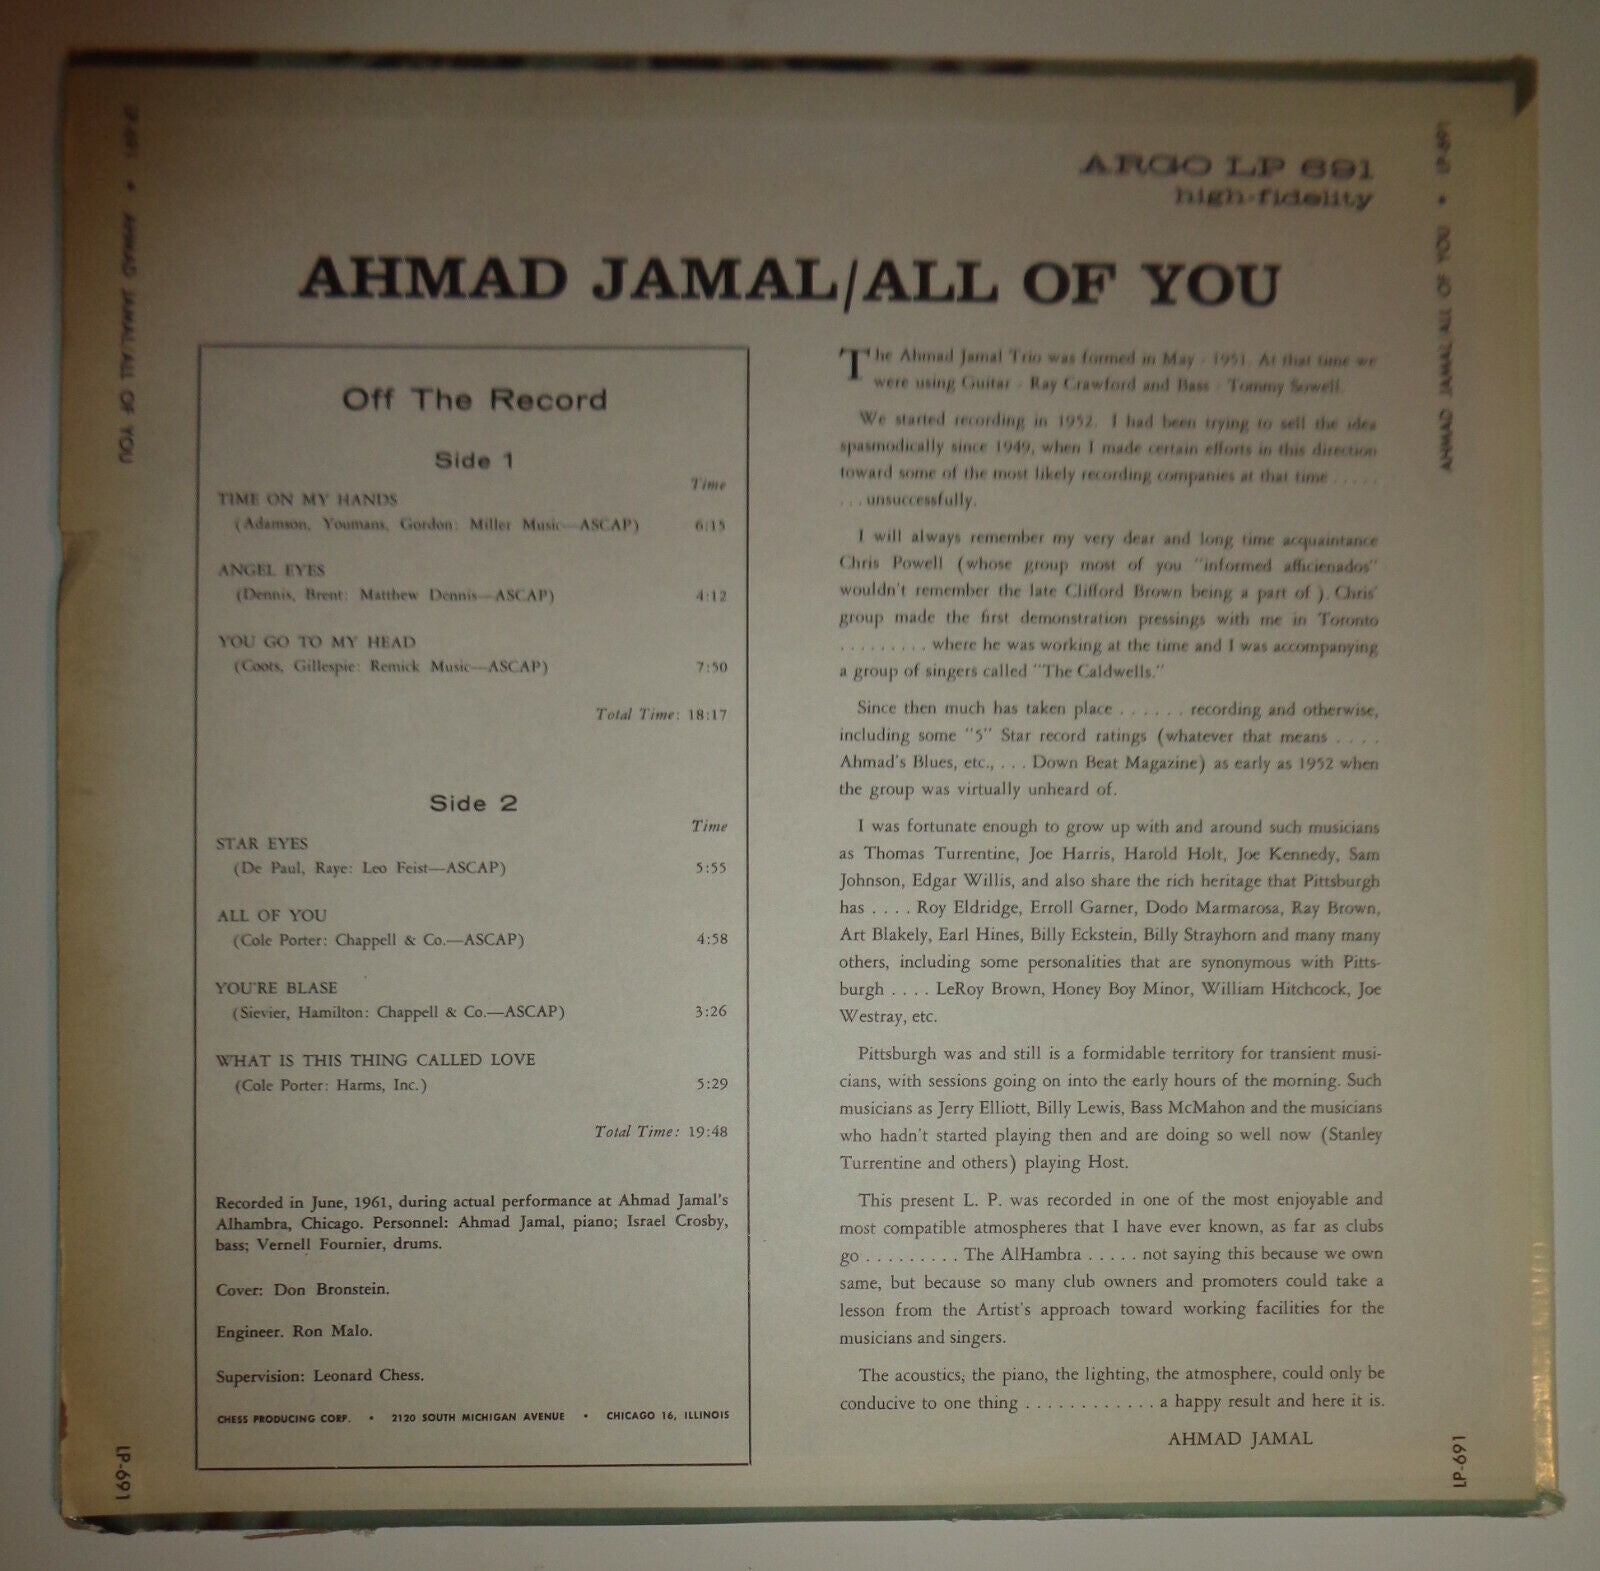 ARGO LP 691
high-fidelity
AHMAD JAMAL/ALL OF YOU
LP-691 • AHMAD JAMAL/ALL OF YOU
Off The Record
Side 1
Time
TIME ON MY HANDS
(Adamson, Youmans, Gordon: Miller Music—ASCAP) 6:15
ANGEL EYES
(Dennis, Brent: Matthew Dennis—ASCAP) 4:12
YOU GO TO MY HEAD
(Coots, Gillespie: Remick Music—ASCAP) 7:50
Total Time: 18:17
Side 2
Time
STAR EYES
(De Paul, Raye: Leo Feist—ASCAP) 5:55
ALL OF YOU
(Cole Porter: Chappell & Co.—ASCAP) 4:58
YOU'RE BLASE
(Sievier, Hamilton: Chappell & Co.—ASCAP) 3:26
WHAT IS THIS THING CALLED LOVE
(Cole Porter: Harms, Inc.) 5:29
Total Time: 19:48
Recorded in June, 1961, during actual performance at Ahmad Jamal's
Alhambra, Chicago. Personnel: Ahmad Jamal, piano; Israel Crosby,
bass; Vernell Fournier, drums.
Cover: Don Bronstein.
Engineer. Ron Malo.
Supervision: Leonard Chess.
CHESS PRODUCING CORP. • 2120 SOUTH MICHIGAN AVENUE • CHICAGO 16, ILLINOIS
LP-691
The Ahmad Jamal Trio was formed in May - 1951. At that time we
were using Guitar - Ray Crawford and Bass - Tommy Sowell.
We started recording in 1952. I had been trying to sell the idea
spasmodically since 1949, when I made certain efforts in this direction
toward some of the most likely recording companies at that time . . . . .
. . . unsuccessfully.
I will always remember my very dear and long time acquaintance
Chris Powell (whose group most of you "informed afficienados"
wouldn't remember the late Clifford Brown being a part of ). Chris'
group made the first demonstration pressings with me in Toronto
. . . . . . . . . where he was working at the time and I was accompanying
a group of singers called "The Caldwells."
Since then much has taken place . . . . . . recording and otherwise,
including some "5" Star record ratings (whatever that means . . . .
Ahmad's Blues, etc., . . . Down Beat Magazine) as early as 1952 when
the group was virtually unheard of.
I was fortunate enough to grow up with and around such musicians
as Thomas Turrentine, Joe Harris, Harold Holt, Joe Kennedy, Sam
Johnson, Edgar Willis, and also share the rich heritage that Pittsburgh
has . . . . Roy Eldridge, Erroll Garner, Dodo Marmarosa, Ray Brown,
Art Blakely, Earl Hines, Billy Eckstein, Billy Strayhorn and many many
others, including some personalities that are synonymous with Pitts-
burgh . . . . LeRoy Brown, Honey Boy Minor, William Hitchcock, Joe
Westray, etc.
Pittsburgh was and still is a formidable territory for transient musi-
cians, with sessions going on into the early hours of the morning. Such
musicians as Jerry Elliott, Billy Lewis, Bass McMahon and the musicians
who hadn't started playing then and are doing so well now (Stanley
Turrentine and others) playing Host.
This present L. P. was recorded in one of the most enjoyable and
most compatible atmospheres that I have ever known, as far as clubs
go . . . . . . . . . The AlHambra . . . . . not saying this because we own
same, but because so many club owners and promoters could take a
lesson from the Artist's approach toward working facilities for the
musicians and singers.
The acoustics; the piano, the lighting, the atmosphere, could only be
conducive to one thing . . . . . . . . . . . . a happy result and here it is.
AHMAD JAMAL
LP-691 • AHMAD JAMAL/ALL OF YOU
LP-691